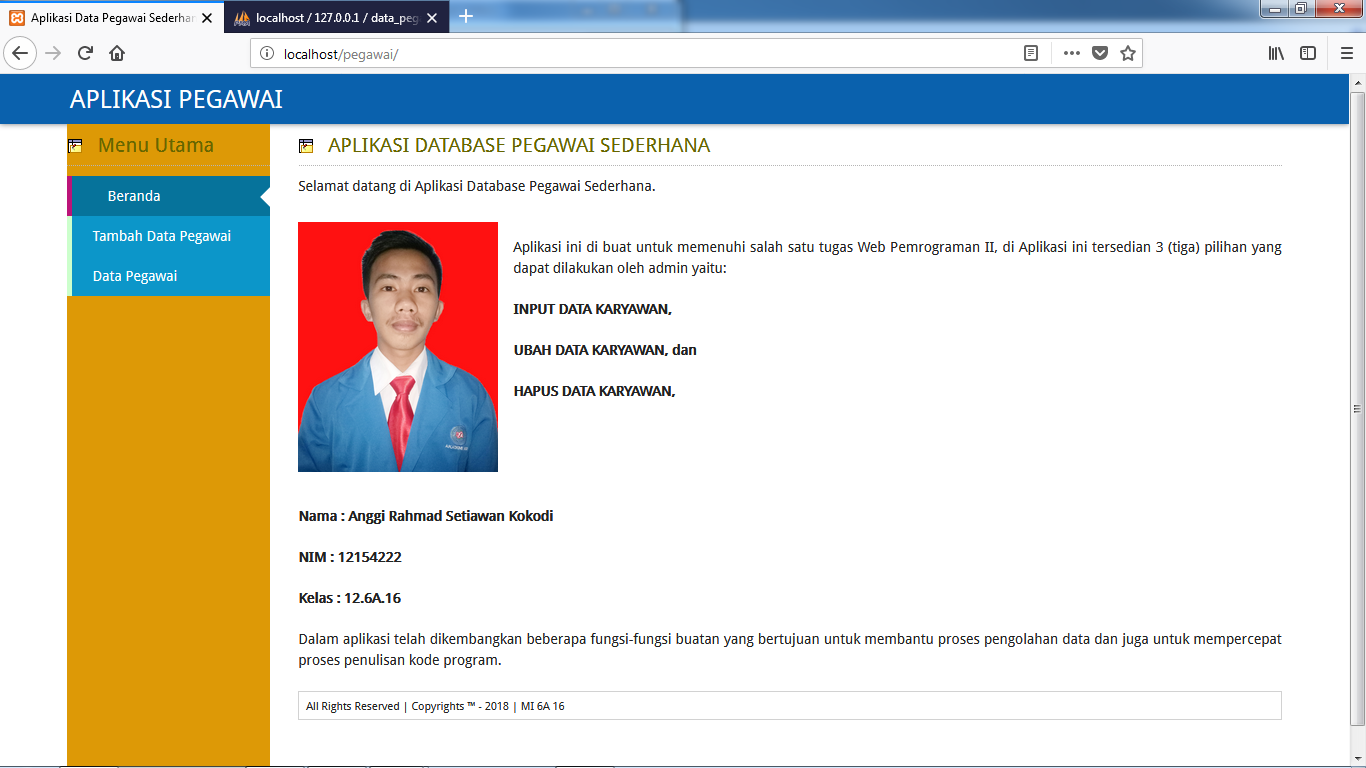 Aplikasi Data Pegawai Sederhan
localhost / 127.0.0.1 / data_peg
localhost/pegawai/
APLIKASI PEGAWAI
Menu Utama
Beranda
Tambah Data Pegawai
Data Pegawai
APLIKASI DATABASE PEGAWAI SEDERHANA
Selamat datang di Aplikasi Database Pegawai Sederhana.
Aplikasi ini di buat untuk memenuhi salah satu tugas Web Pemrograman II, di Aplikasi ini tersedian 3 (tiga) pilihan yang
dapat dilakukan oleh admin yaitu:
INPUT DATA KARYAWAN,
UBAH DATA KARYAWAN, dan
HAPUS DATA KARYAWAN,
Nama : Anggi Rahmad Setiawan Kokodi
NIM : 12154222
Kelas : 12.6A.16
Dalam aplikasi telah dikembangkan beberapa fungsi-fungsi buatan yang bertujuan untuk membantu proses pengolahan data dan juga untuk mempercepat
proses penulisan kode program.
All Rights Reserved | Copyrights ™ - 2018 | MI 6A 16